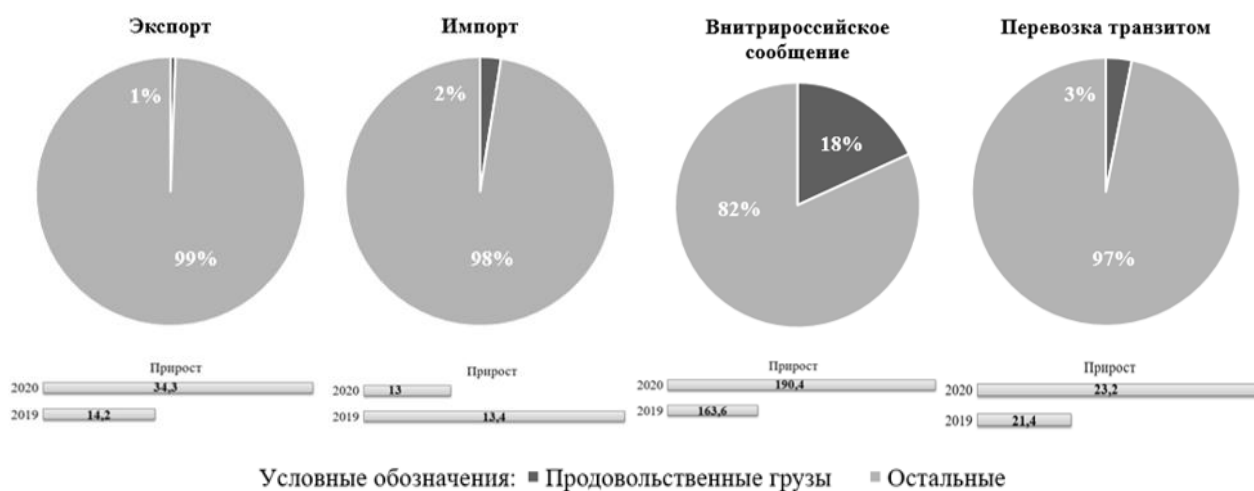 Экспорт
1%
99%
Прирост
2020 34,3
2019 14,2
Импорт
2%
98%
Прирост
2020 13
2019 13,4
Внитрироссийское
сообщение
18%
82%
Прирост
2020 190,4
2019 163,6
Перевозка транзитом
3%
97%
Прирост
2020 23,2
2019 21,4
Условные обозначения: Продовольственные грузы Остальные